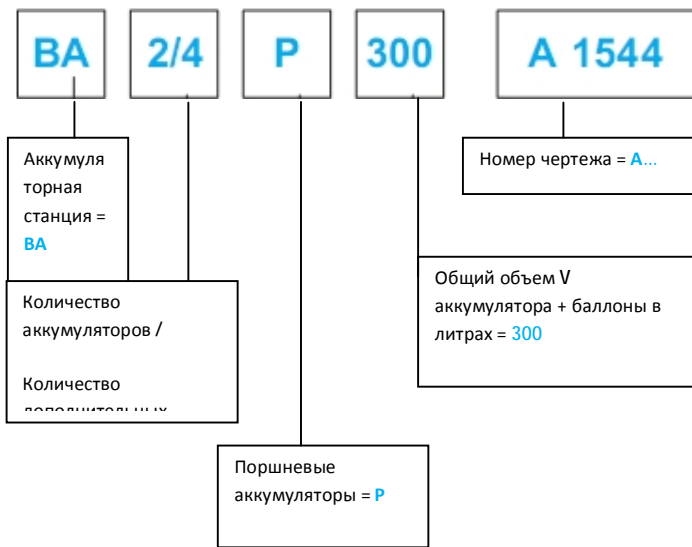 BA 2/4 P 300 A 1544
Аккумуля
торная
станция =
BA
Номер чертежа = A...
Количество
аккумуляторов /
Количество
дополнительных
Общий объем V
аккумулятора + баллоны в
литрах = 300
Поршневые
аккумуляторы = P